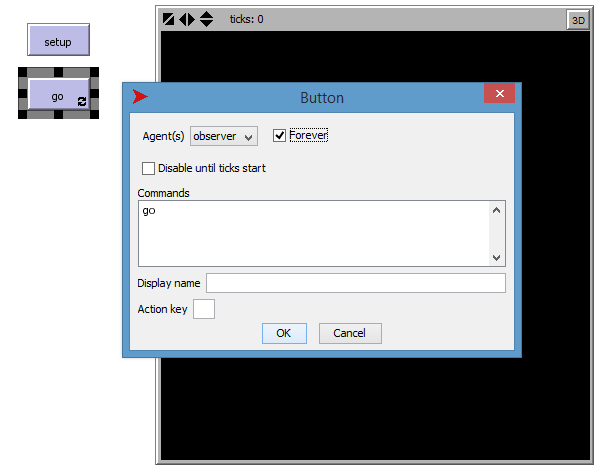 setup
go
ticks: 0
3D
Button
Agent(s) observer Forever
Disable until ticks start
Commands
go
Display name
Action key
OK Cancel